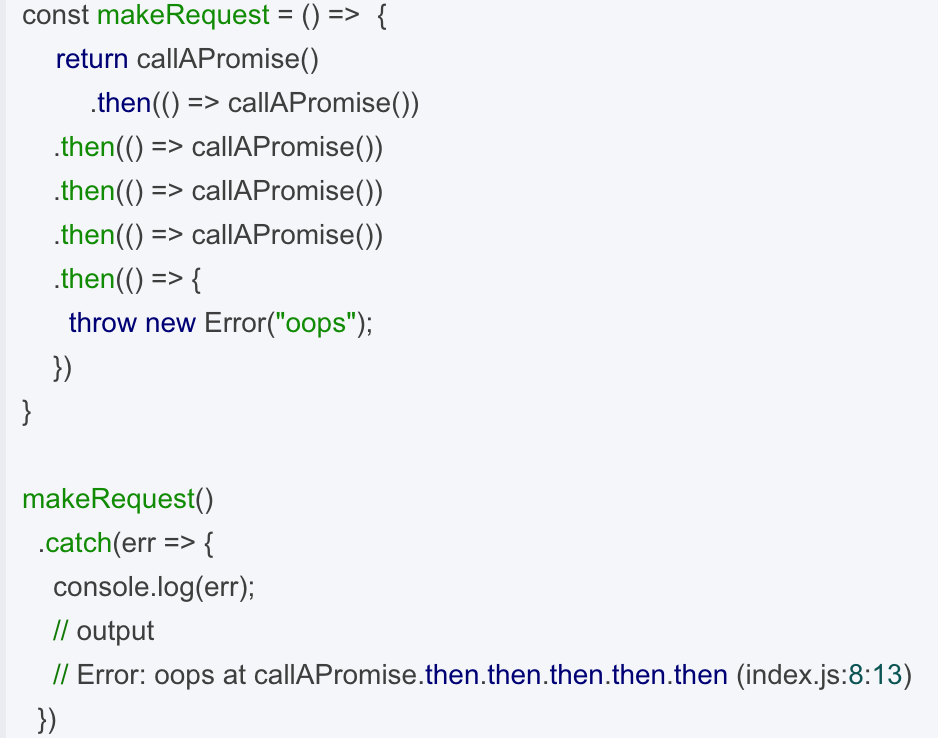 const makeRequest = () => {
return callAPromise()
.then(() => callAPromise())
.then(() => callAPromise())
.then(() => callAPromise())
.then(() => callAPromise())
.then(() => {
throw new Error("oops");
})
}
makeRequest()
.catch(err => {
console.log(err);
// output
// Error: oops at callAPromise.then.then.then.then.then (index.js:8:13)
})